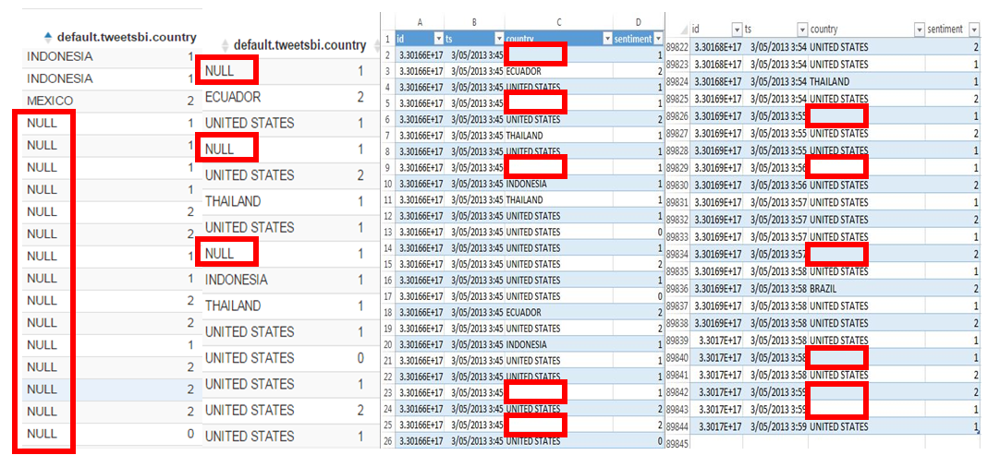 default.tweetsbi.country
INDONESIA 1
INDONESIA 1
MEXICO 2
NULL 1
NULL 1
NULL 1
NULL 1
NULL 2
NULL 2
NULL 1
NULL 1
NULL 2
NULL 2
NULL 1
NULL 2
NULL 2
NULL 2
NULL 0
default.tweetsbi.country
NULL 1
ECUADOR 2
UNITED STATES 1
NULL 1
UNITED STATES 2
THAILAND 1
UNITED STATES 1
NULL 1
INDONESIA 1
THAILAND 1
UNITED STATES 1
UNITED STATES 0
UNITED STATES 1
UNITED STATES 2
UNITED STATES 1
A B C D
1 id ts country sentiment
2 3.30166E+17 3/05/2013 3:45 1
3 3.30166E+17 3/05/2013 3:45 ECUADOR 2
4 3.30166E+17 3/05/2013 3:45 UNITED STATES 1
5 3.30166E+17 3/05/2013 3:45 1
6 3.30166E+17 3/05/2013 3:45 UNITED STATES 2
7 3.30166E+17 3/05/2013 3:45 THAILAND 1
8 3.30166E+17 3/05/2013 3:45 UNITED STATES 1
9 3.30166E+17 3/05/2013 3:45 1
10 3.30166E+17 3/05/2013 3:45 INDONESIA 1
11 3.30166E+17 3/05/2013 3:45 THAILAND 1
12 3.30166E+17 3/05/2013 3:45 UNITED STATES 1
13 3.30166E+17 3/05/2013 3:45 UNITED STATES 0
14 3.30166E+17 3/05/2013 3:45 UNITED STATES 1
15 3.30166E+17 3/05/2013 3:45 UNITED STATES 2
16 3.30166E+17 3/05/2013 3:45 UNITED STATES 1
17 3.30166E+17 3/05/2013 3:45 UNITED STATES 0
18 3.30166E+17 3/05/2013 3:45 ECUADOR 2
19 3.30166E+17 3/05/2013 3:45 UNITED STATES 2
20 3.30166E+17 3/05/2013 3:45 INDONESIA 1
21 3.30166E+17 3/05/2013 3:45 UNITED STATES 1
22 3.30166E+17 3/05/2013 3:45 UNITED STATES 1
23 3.30166E+17 3/05/2013 3:45 1
24 3.30166E+17 3/05/2013 3:45 UNITED STATES 2
25 3.30166E+17 3/05/2013 3:45 2
26 3.30166E+17 3/05/2013 3:45 UNITED STATES 0
id ts country sentiment
89822 3.30168E+17 3/05/2013 3:54 UNITED STATES 2
89823 3.30168E+17 3/05/2013 3:54 UNITED STATES 1
89824 3.30168E+17 3/05/2013 3:54 THAILAND 1
89825 3.30169E+17 3/05/2013 3:54 UNITED STATES 2
89826 3.30169E+17 3/05/2013 3:55 1
89827 3.30169E+17 3/05/2013 3:55 UNITED STATES 2
89828 3.30169E+17 3/05/2013 3:55 UNITED STATES 1
89829 3.30169E+17 3/05/2013 3:56 1
89830 3.30169E+17 3/05/2013 3:56 UNITED STATES 2
89831 3.30169E+17 3/05/2013 3:57 UNITED STATES 1
89832 3.30169E+17 3/05/2013 3:57 UNITED STATES 2
89833 3.30169E+17 3/05/2013 3:57 UNITED STATES 1
89834 3.30169E+17 3/05/2013 3:57 2
89835 3.30169E+17 3/05/2013 3:58 UNITED STATES 1
89836 3.30169E+17 3/05/2013 3:58 BRAZIL 2
89837 3.30169E+17 3/05/2013 3:58 UNITED STATES 1
89838 3.30169E+17 3/05/2013 3:58 UNITED STATES 2
89839 3.3017E+17 3/05/2013 3:58 UNITED STATES 1
89840 3.3017E+17 3/05/2013 3:58 1
89841 3.3017E+17 3/05/2013 3:58 UNITED STATES 2
89842 3.3017E+17 3/05/2013 3:59 2
89843 3.3017E+17 3/05/2013 3:59 1
89844 3.3017E+17 3/05/2013 3:59 UNITED STATES 1
89845